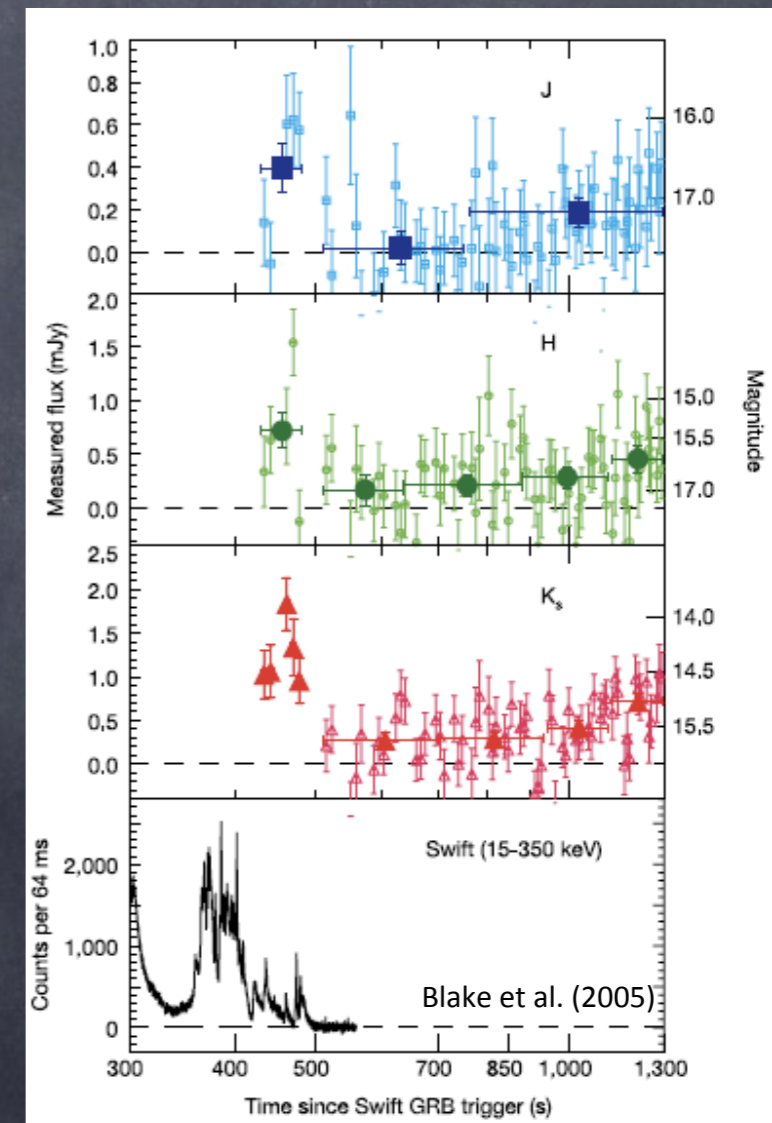 1.0
0.8
0.6
0.4
0.2
0.0
J
16.0
17.0
2.0
1.5
1.0
0.5
0.0
H
15.0
15.5
17.0
Measured flux (mJy)
Magnitude
2.5
2.0
1.5
1.0
0.5
0.0
Ks
14.0
14.5
15.5
Counts per 64 ms
2,000
1,000
0
Swift (15-350 keV)
Blake et al. (2005)
300 400 500 700 850 1,000 1,300
Time since Swift GRB trigger (s)